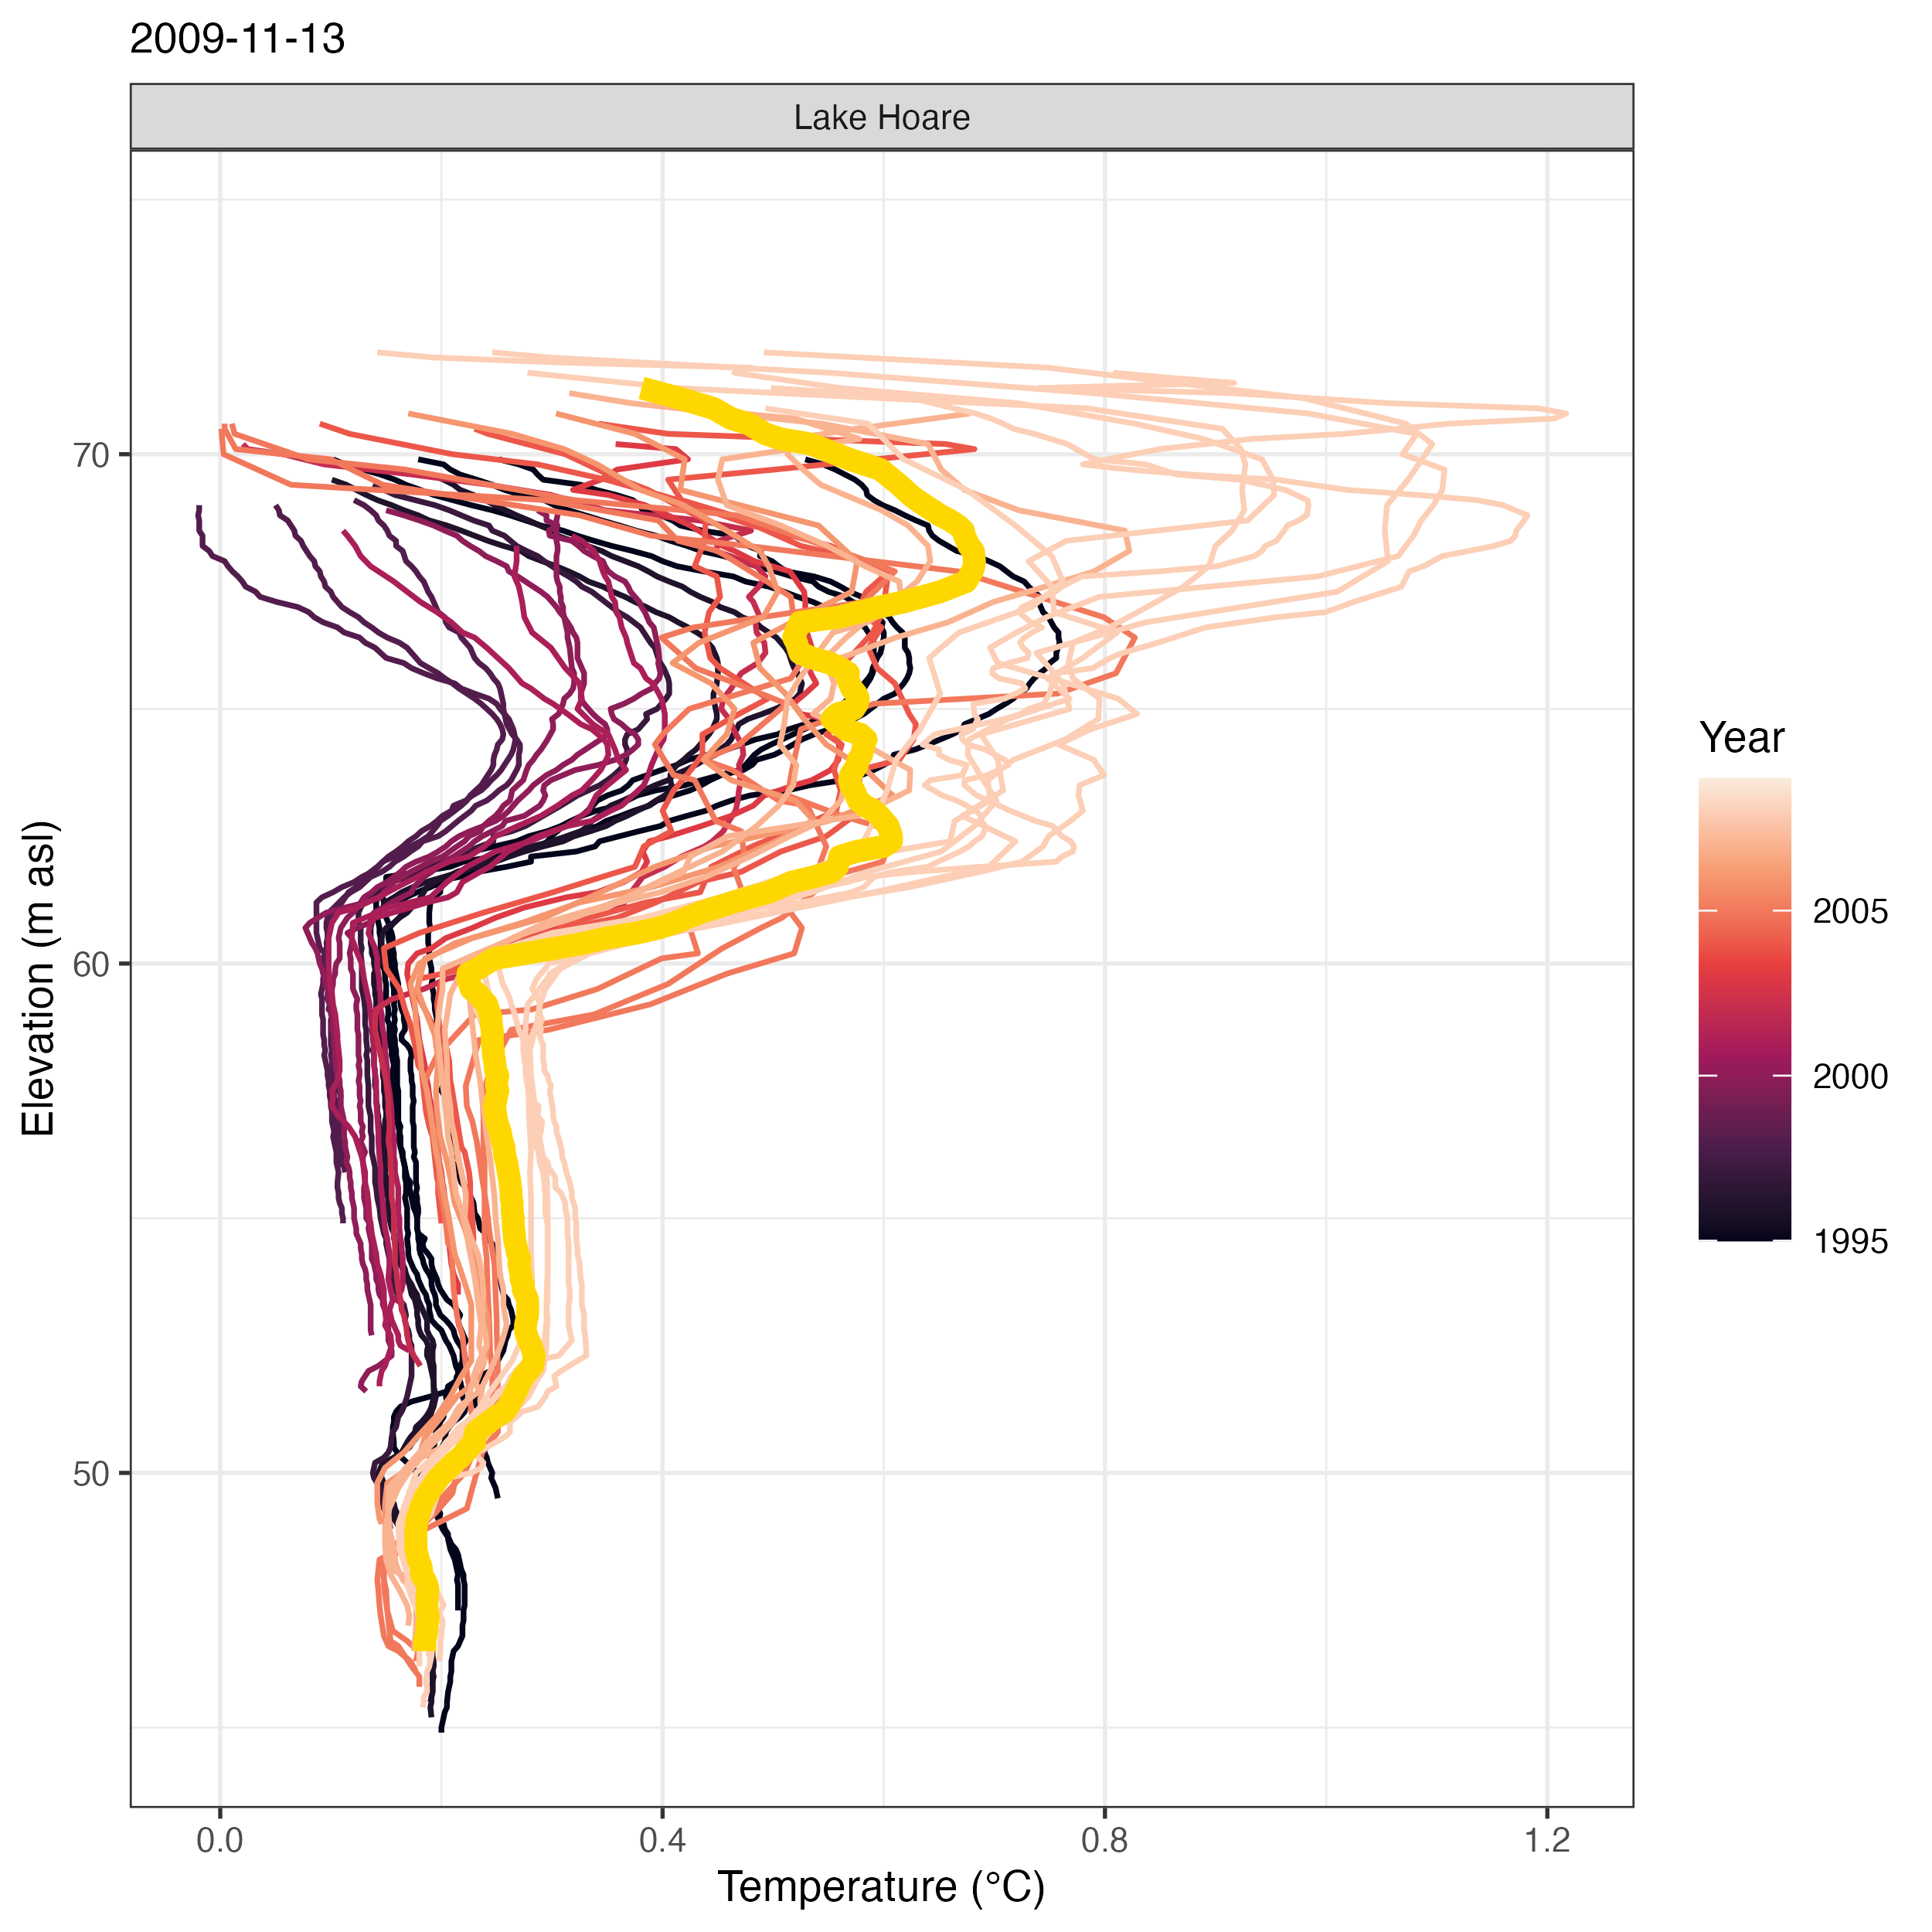 2009-11-13
Lake Hoare
70
60
50
Elevation (m asl)
0.0
0.4
0.8
1.2
Temperature (°C)
Year
2005
2000
1995